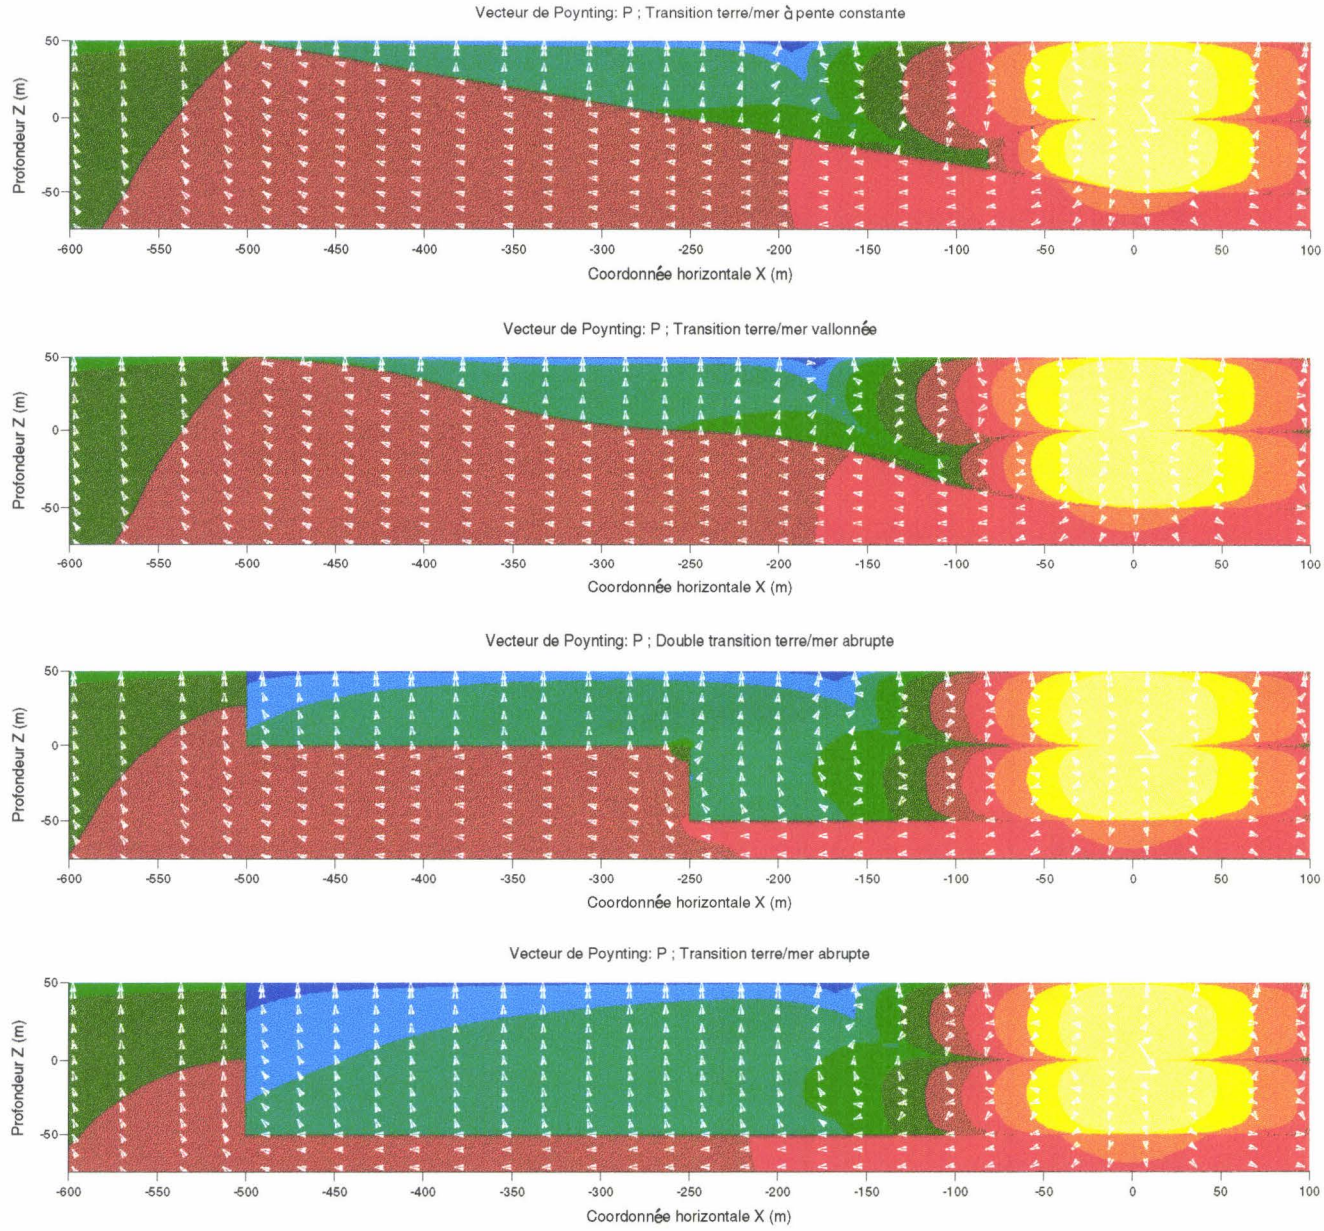 Vecteur de Poynting: P ; Transition terre/mer à pente constante
Profondeur Z (m)
50
0
-50
-600 -550 -500 -450 -400 -350 -300 -250 -200 -150 -100 -50 0 50 100
Coordonnée horizontale X (m)
Vecteur de Poynting: P ; Transition terre/mer vallonnée
Profondeur Z (m)
50
0
-50
-600 -550 -500 -450 -400 -350 -300 -250 -200 -150 -100 -50 0 50 100
Coordonnée horizontale X (m)
Vecteur de Poynting: P ; Double transition terre/mer abrupte
Profondeur Z (m)
50
0
-50
-600 -550 -500 -450 -400 -350 -300 -250 -200 -150 -100 -50 0 50 100
Coordonnée horizontale X (m)
Vecteur de Poynting: P ; Transition terre/mer abrupte
Profondeur Z (m)
50
0
-50
-600 -550 -500 -450 -400 -350 -300 -250 -200 -150 -100 -50 0 50 100
Coordonnée horizontale X (m)